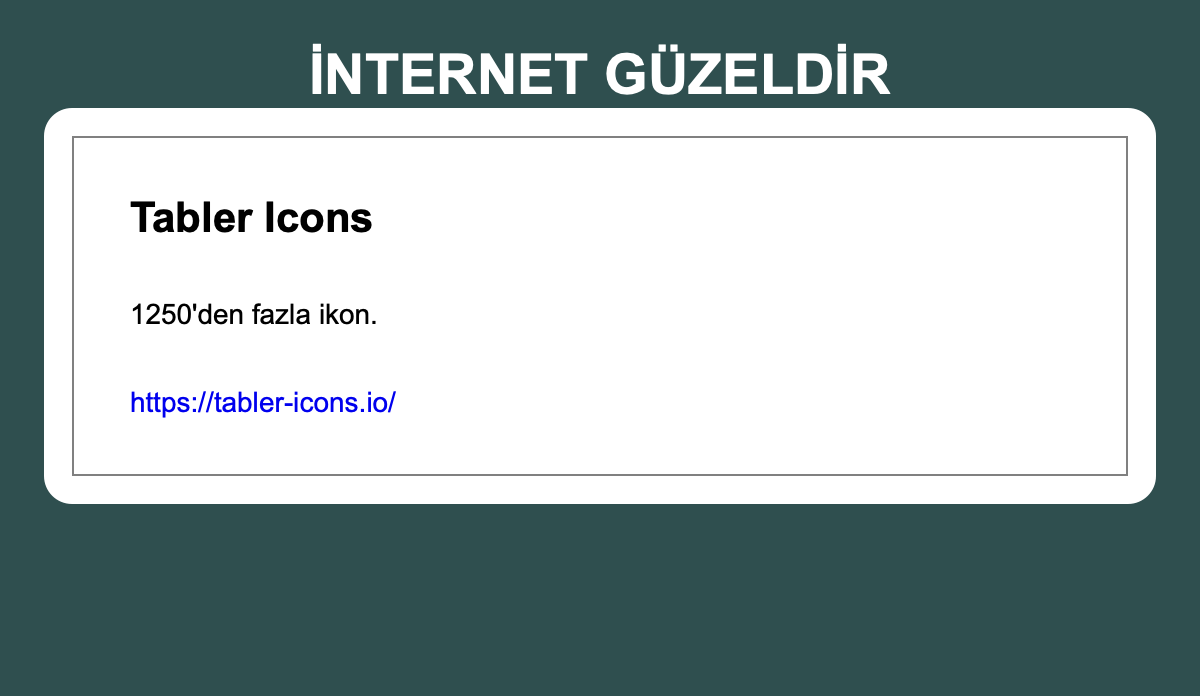 İNTERNET GÜZELDİR
Tabler Icons
1250'den fazla ikon.
https://tabler-icons.io/